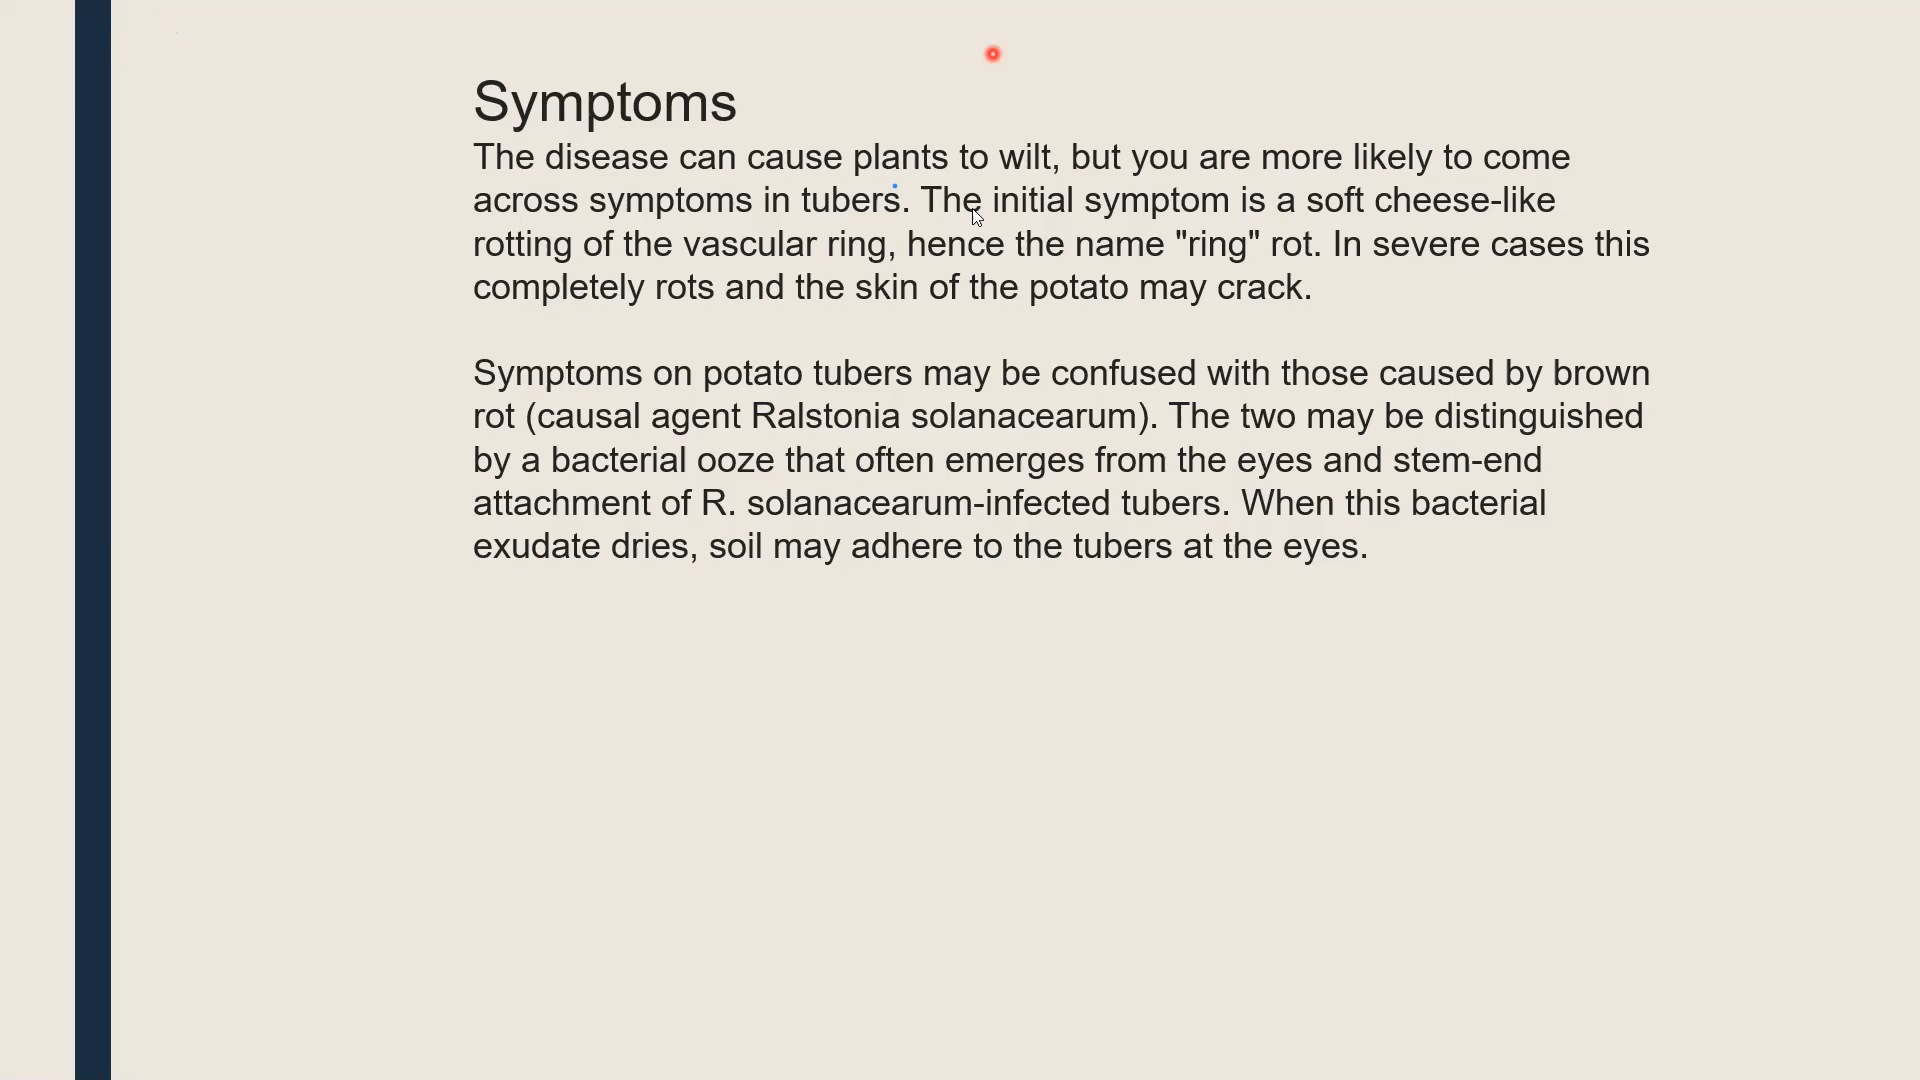 Symptoms
The disease can cause plants to wilt, but you are more likely to come
across symptoms in tubers. The initial symptom is a soft cheese-like
rotting of the vascular ring, hence the name "ring" rot. In severe cases this
completely rots and the skin of the potato may crack.
Symptoms on potato tubers may be confused with those caused by brown
rot (causal agent Ralstonia solanacearum). The two may be distinguished
by a bacterial ooze that often emerges from the eyes and stem-end
attachment of R. solanacearum-infected tubers. When this bacterial
exudate dries, soil may adhere to the tubers at the eyes.